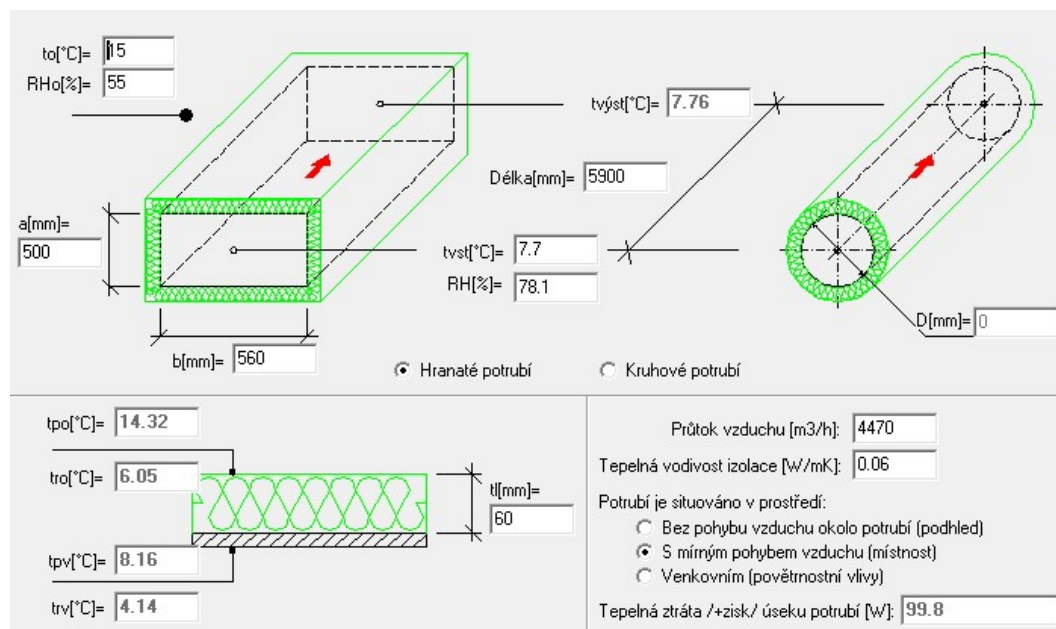 to[°C]= 15
RHo[%]= 55
tvýst[°C]= 7.76
Délka[mm]= 5900
a[mm]=
500
tvst[°C]= 7.7
RH[%]= 78.1
D[mm]= 0
b[mm]= 560
Hranaté potrubí
Kruhové potrubí
tpo[°C]= 14.32
tro[°C]= 6.05
tl[mm]=
60
tpv[°C]= 8.16
trv[°C]= 4.14
Průtok vzduchu [m3/h]: 4470
Tepelná vodivost izolace [W/mK]: 0.06
Potrubí je situováno v prostředí:
Bez pohybu vzduchu okolo potrubí (podhled)
S mírným pohybem vzduchu (místnost)
Venkovním (povětrnostní vlivy)
Tepelná ztráta /+zisk/ úseku potrubí [W]: 99.8